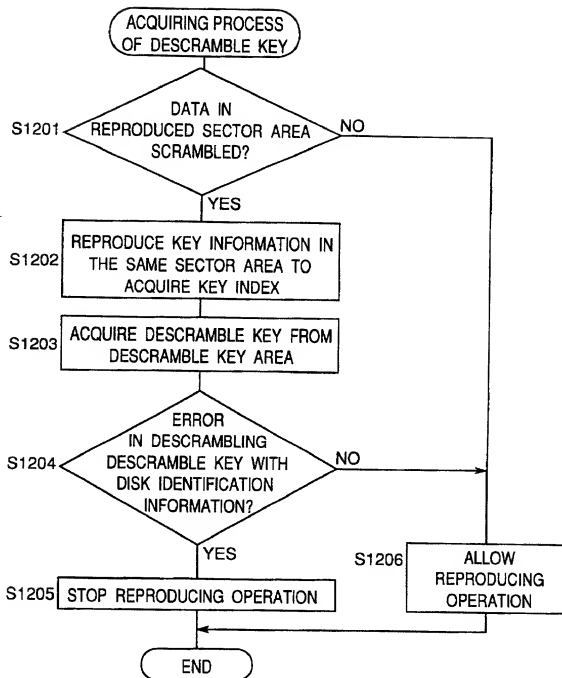 ACQUIRING PROCESS
OF DESCRAMBLE KEY
DATA IN
REPRODUCED SECTOR AREA
SCRAMBLED?
S1201
NO
YES
S1202
REPRODUCE KEY INFORMATION IN
THE SAME SECTOR AREA TO
ACQUIRE KEY INDEX
S1203
ACQUIRE DESCRAMBLE KEY FROM
DESCRAMBLE KEY AREA
ERROR
IN DESCRAMBLING
DESCRAMBLE KEY WITH
DISK IDENTIFICATION
INFORMATION?
S1204
NO
YES
S1206
ALLOW
REPRODUCING
OPERATION
S1205
STOP REPRODUCING OPERATION
END